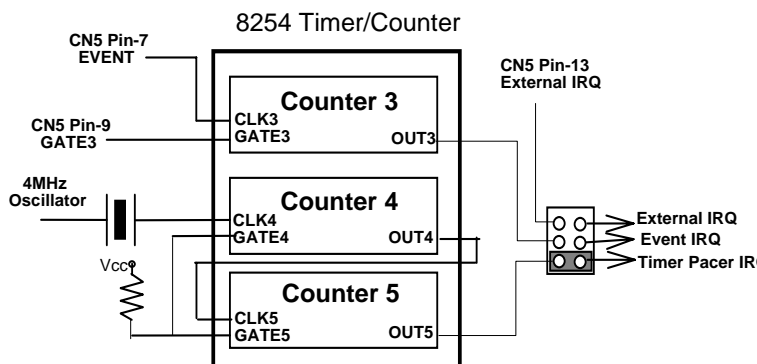 8254 Timer/Counter
CN5 Pin-7
EVENT
CN5 Pin-9
GATE3
4MHz
Oscillator
Vcc
Counter 3
CLK3
GATE3
OUT3
Counter 4
CLK4
GATE4
OUT4
Counter 5
CLK5
GATE5
OUT5
CN5 Pin-13
External IRQ
External IRQ
Event IRQ
Timer Pacer IRQ